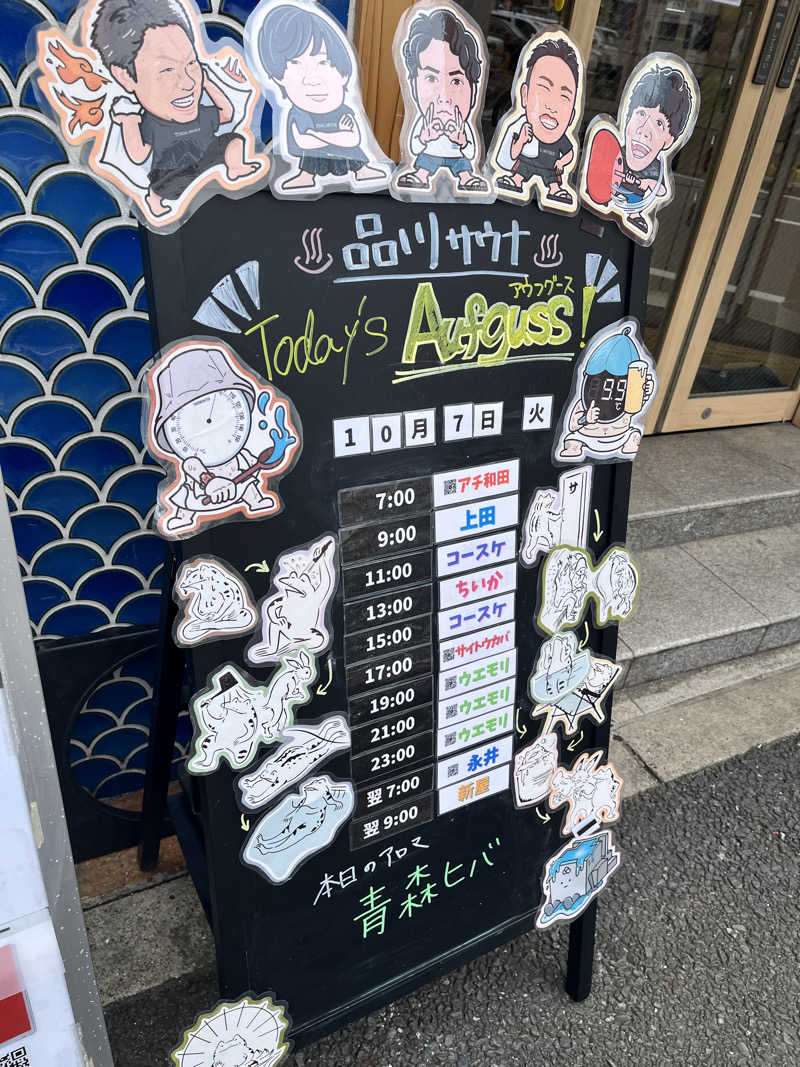 品川サウナ
アウフグース
Today's Aufguss!
10月7日 火
9.9
サ
7:00 アチ和田
9:00 上田
11:00 コースケ
13:00 ちいか
15:00 コースケ
17:00 サイトウカバ
19:00 ウエモリ
21:00 ウエモリ
23:00 ウエモリ
翌 7:00 永井
翌 9:00 新屋
本日のアロマ
青森ヒバ